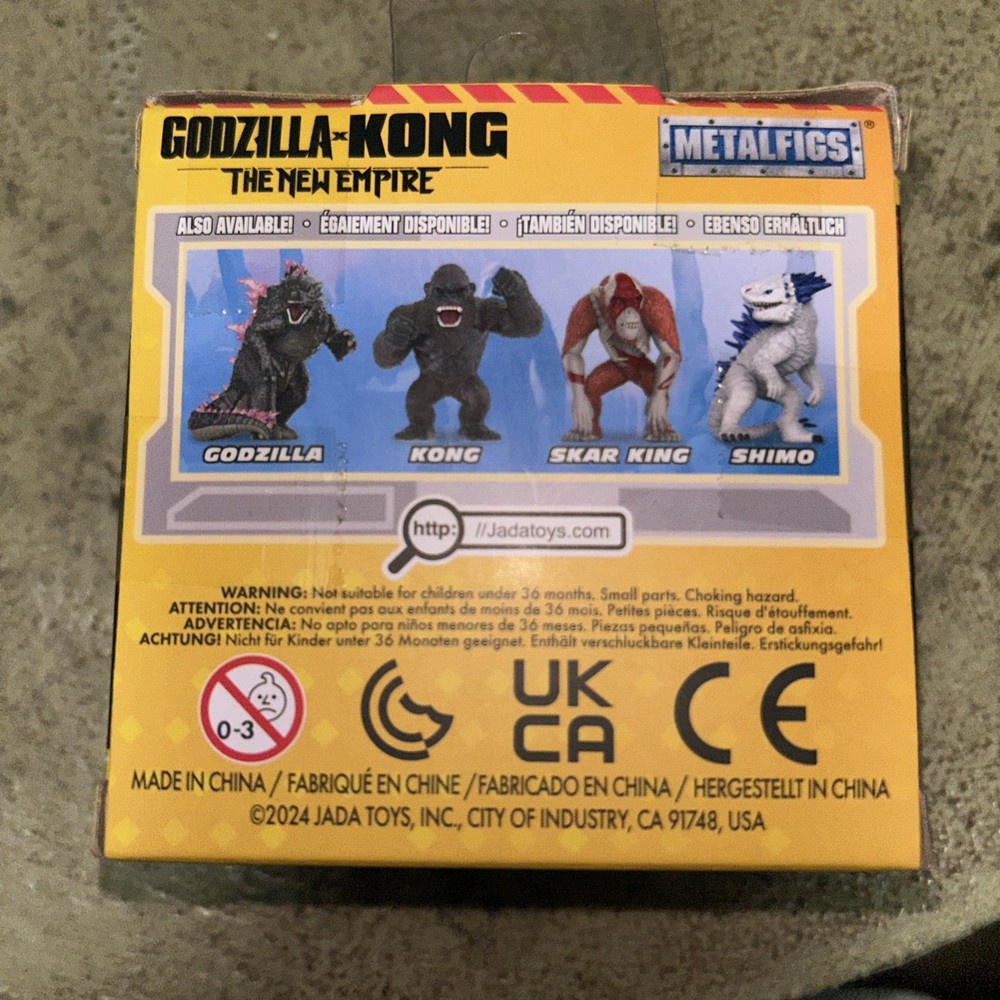 GODZILLA x KONG
THE NEW EMPIRE
METALFIGS®
ALSO AVAILABLE! • ÉGAIEMENT DISPONIBLE! • ¡TAMBIÉN DISPONIBLE! • EBENSO ERHÄLTLICH
GODZILLA KONG SKAR KING SHIMO
http: //Jadatoys.com
WARNING: Not suitable for children under 36 months. Small parts. Choking hazard.
ATTENTION: Ne convient pas aux enfants de moins de 36 mois. Petites pièces. Risque d'étouffement.
ADVERTENCIA: No apto para niños menores de 36 meses. Piezas pequeñas. Peligro de asfixia.
ACHTUNG! Nicht für Kinder unter 36 Monaten geeignet. Enthält verschluckbare Kleinteile. Erstickungsgefahr!
0-3
UK
CA
CE
MADE IN CHINA / FABRIQUÉ EN CHINE / FABRICADO EN CHINA / HERGESTELLT IN CHINA
©2024 JADA TOYS, INC., CITY OF INDUSTRY, CA 91748, USA